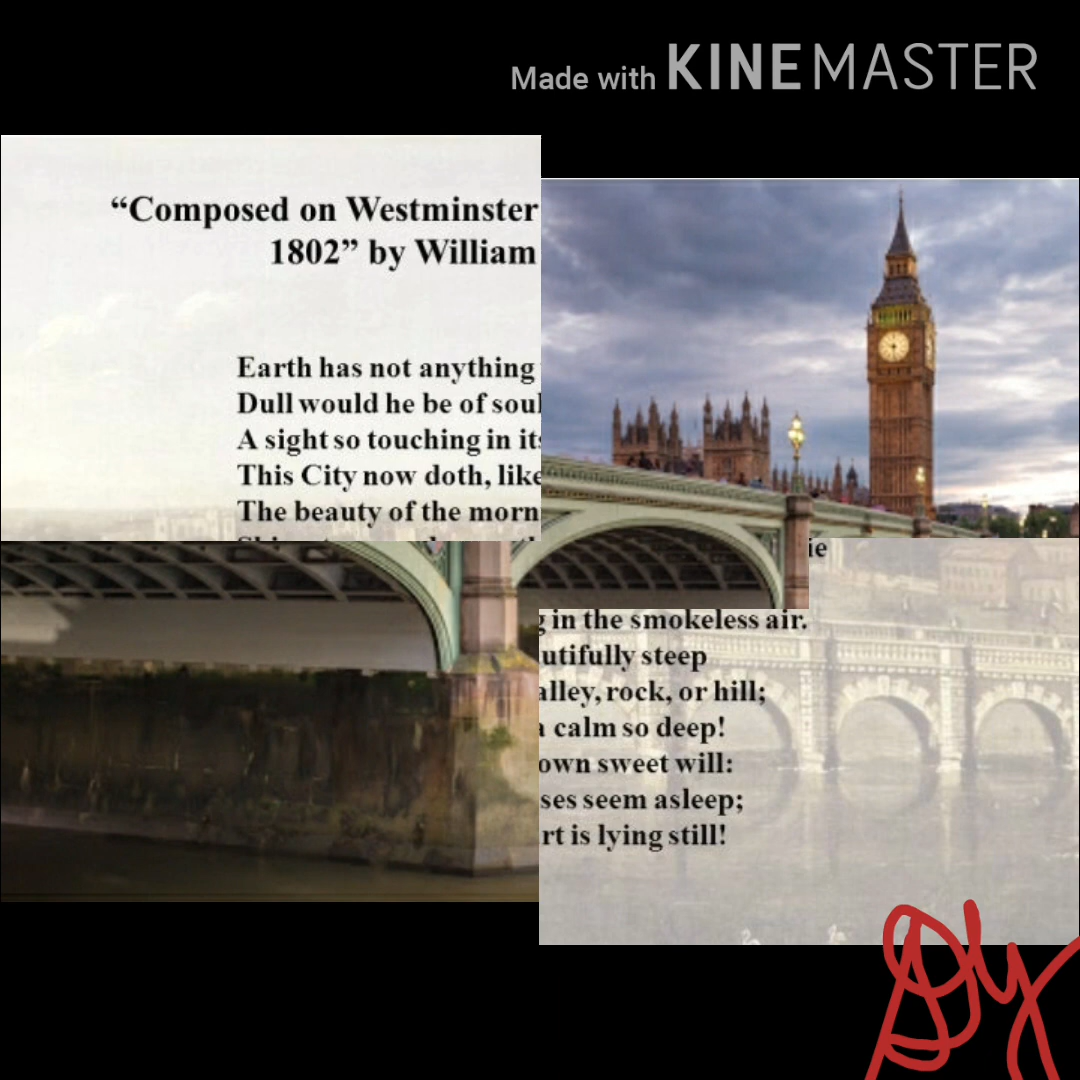 Made with KINEMASTER
“Composed on Westminster
1802” by William
Earth has not anything
Dull would he be of soul
A sight so touching in its
This City now doth, like
The beauty of the morn
ie
g in the smokeless air.
utifully steep
alley, rock, or hill;
a calm so deep!
own sweet will:
ses seem asleep;
rt is lying still!